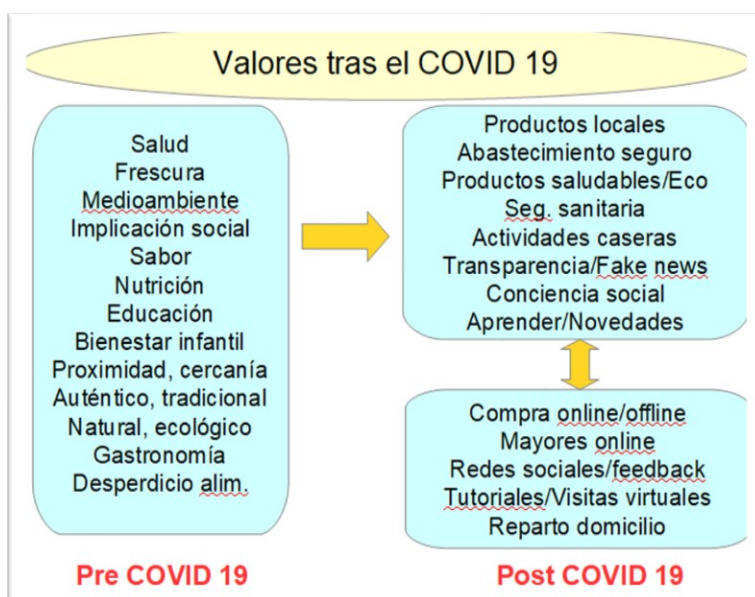 Valores tras el COVID 19
Salud
Frescura
Medioambiente
Implicación social
Sabor
Nutrición
Educación
Bienestar infantil
Proximidad, cercanía
Auténtico, tradicional
Natural, ecológico
Gastronomía
Desperdicio alim.
Pre COVID 19
Productos locales
Abastecimiento seguro
Productos saludables/Eco
Seg. sanitaria
Actividades caseras
Transparencia/Fake news
Conciencia social
Aprender/Novedades
Compra online/offline
Mayores online
Redes sociales/feedback
Tutoriales/Visitas virtuales
Reparto domicilio
Post COVID 19